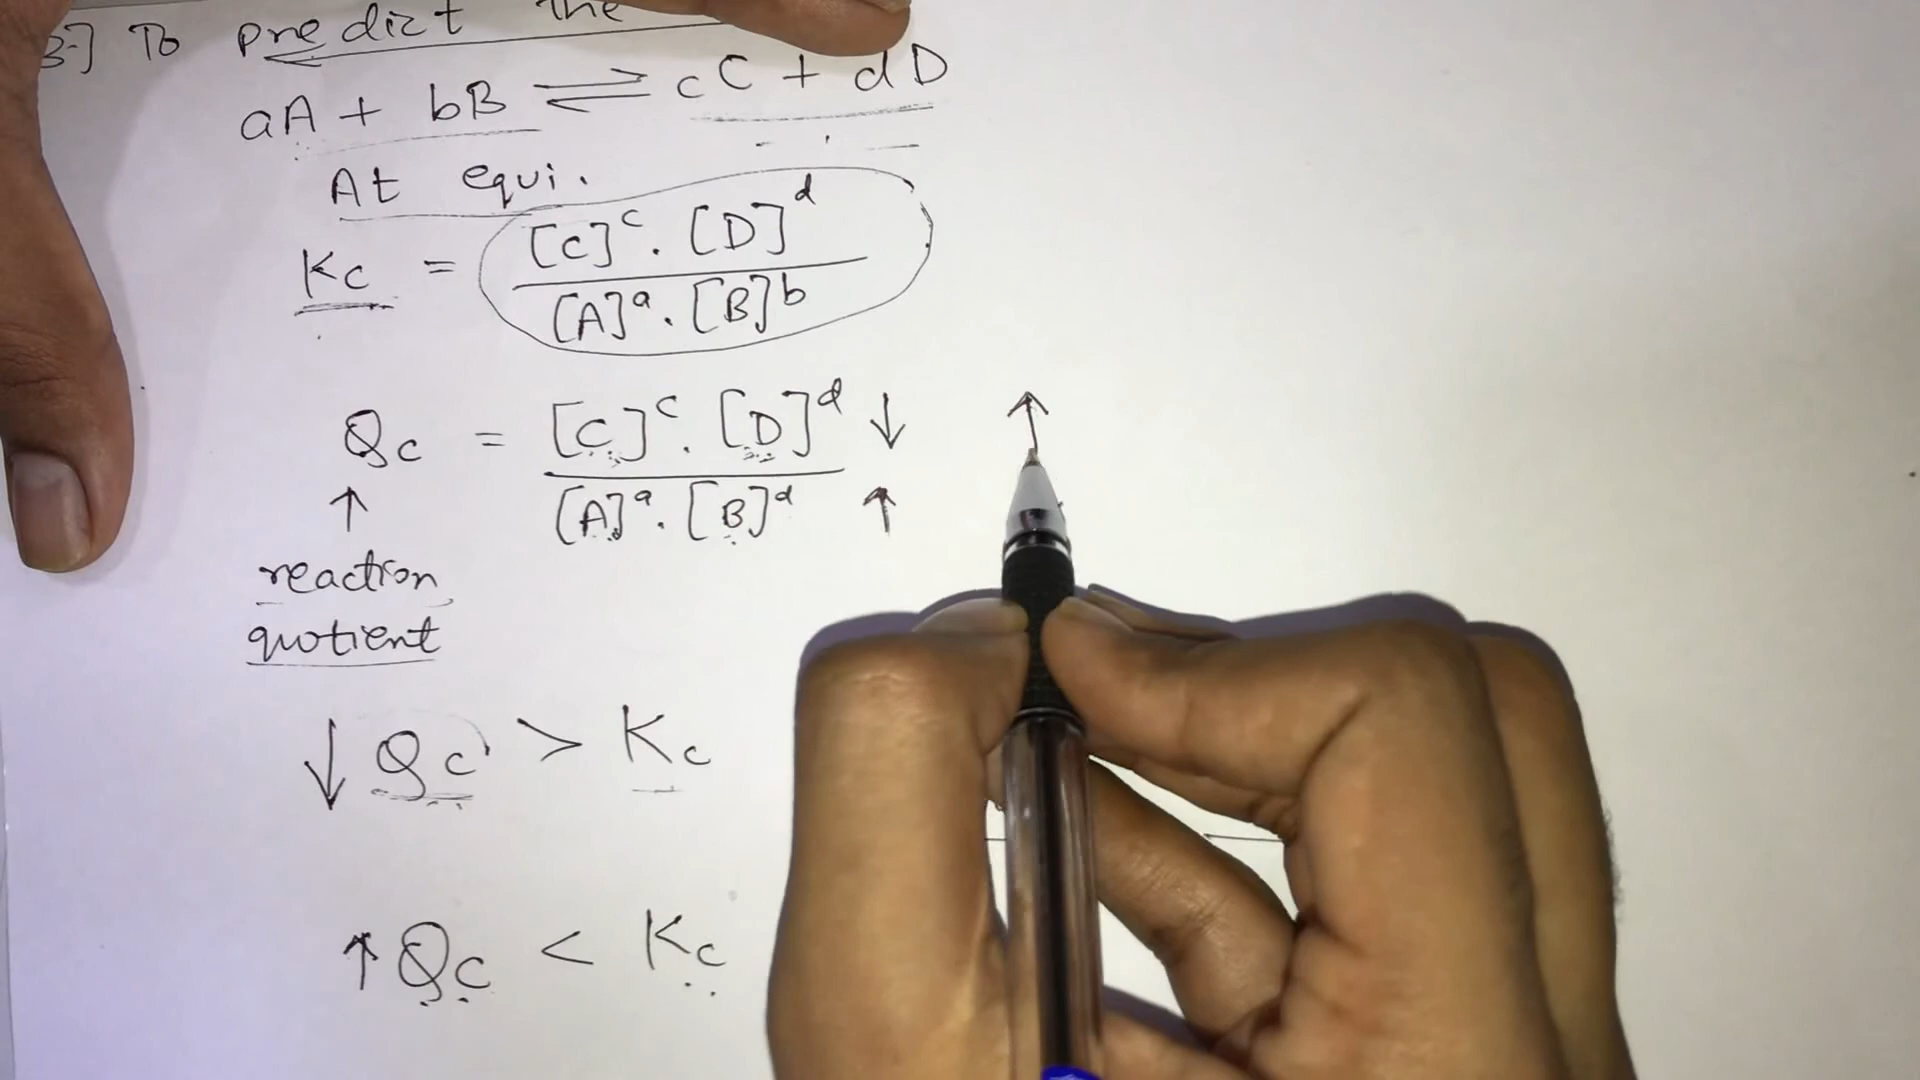 3-] To predict the
aA + bB ⇌ cC + dD
At equi.
Kc = [C]^c . [D]^d / [A]^a . [B]^b
Qc = [C]^c . [D]^d ↓ / [A]^a . [B]^d ↑ ↑
↑
reaction
quotient
↓ Qc > Kc
↑ Qc < Kc